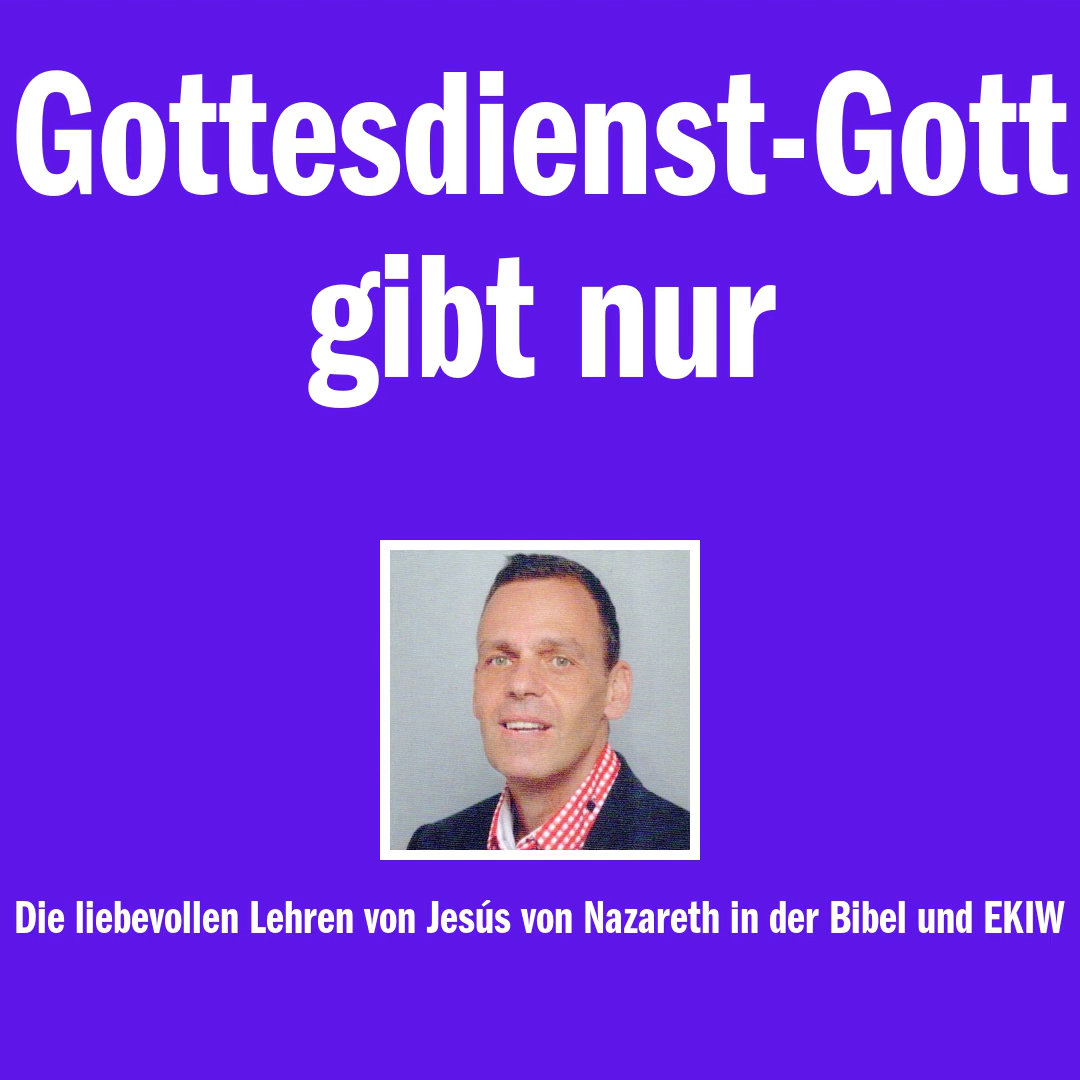 Gottesdienst-Gott
gibt nur
Die liebevollen Lehren von Jesús von Nazareth in der Bibel und EKIW